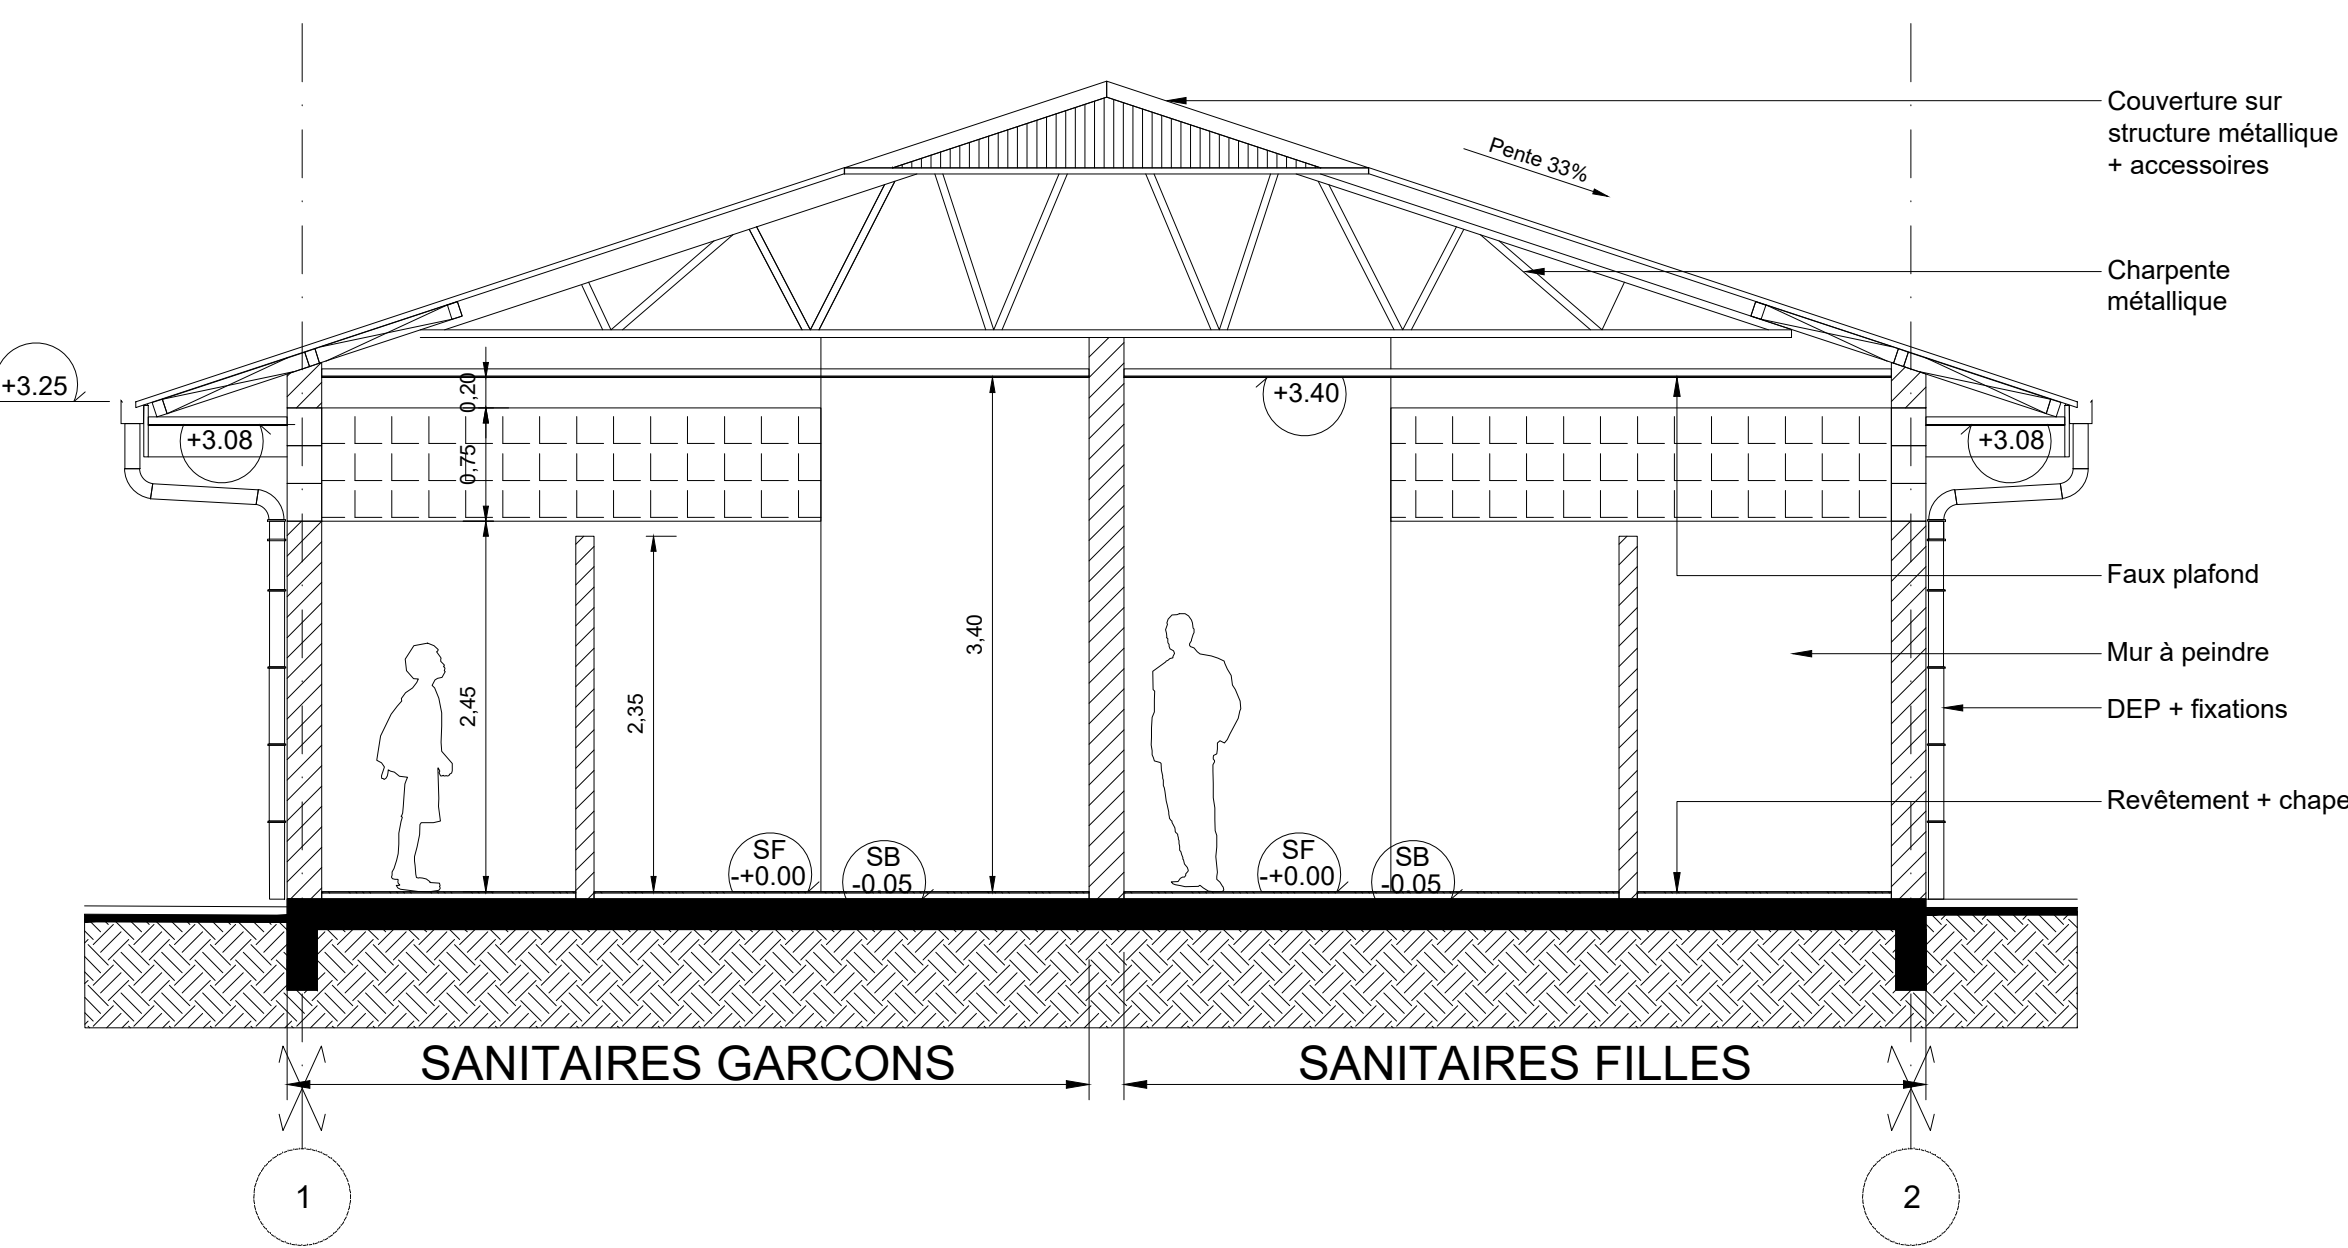 Couverture sur
structure métallique
+ accessoires
Pente 33%
Charpente
métallique
+3.25
0,20
+3.40
+3.08
+3.08
0,75
Faux plafond
3,40
Mur à peindre
2,45
2,35
DEP + fixations
Revêtement + chape
SF
-+0.00
SB
-0.05
SF
-+0.00
SB
-0.05
SANITAIRES GARCONS
SANITAIRES FILLES
1
2